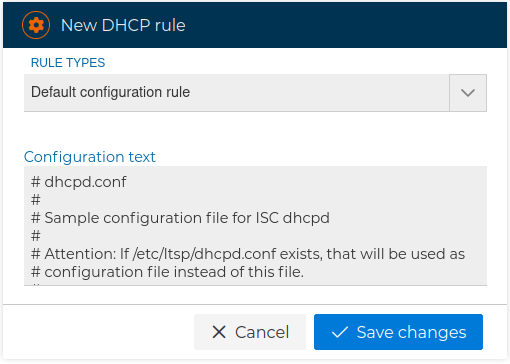 New DHCP rule
RULE TYPES
Default configuration rule
Configuration text
# dhcpd.conf
#
# Sample configuration file for ISC dhcpd
#
# Attention: If /etc/ltsp/dhcpd.conf exists, that will be used as
# configuration file instead of this file.
Cancel
Save changes